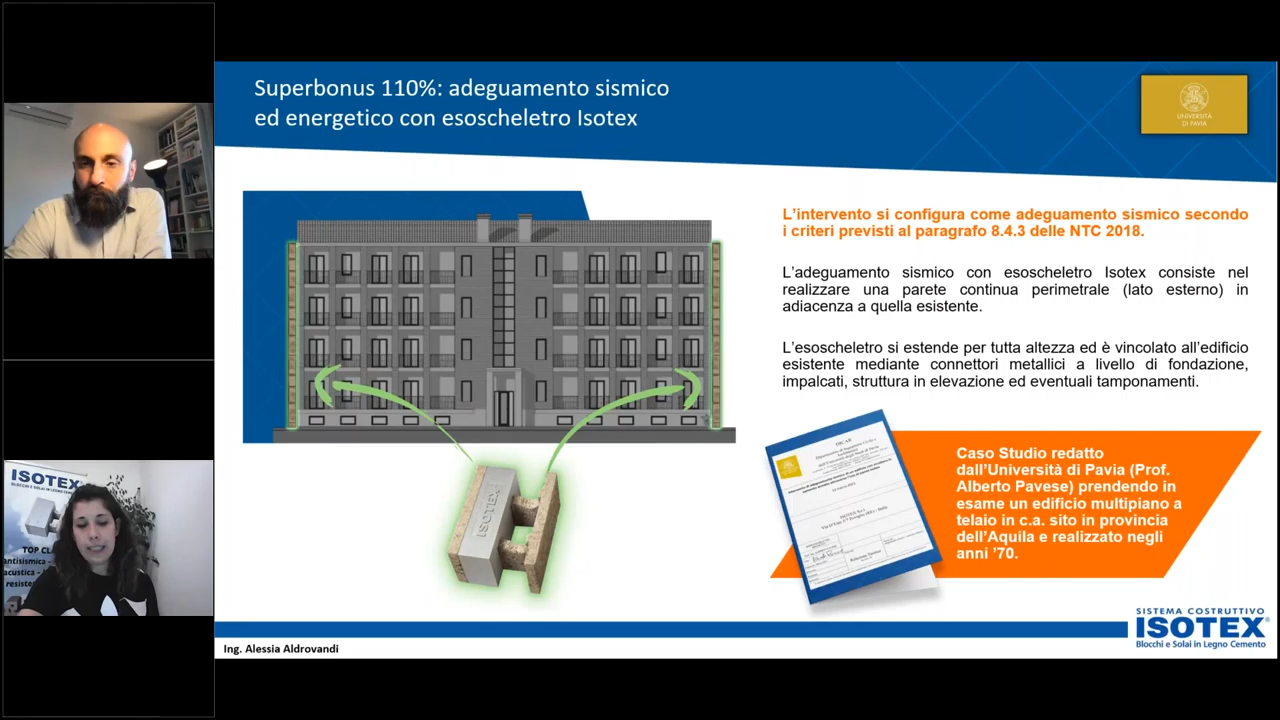 Superbonus 110%: adeguamento sismico
ed energetico con esoscheletro Isotex
UNIVERSITÀ
DI PAVIA
L'intervento si configura come adeguamento sismico secondo
i criteri previsti al paragrafo 8.4.3 delle NTC 2018.
L'adeguamento sismico con esoscheletro Isotex consiste nel
realizzare una parete continua perimetrale (lato esterno) in
adiacenza a quella esistente.
L'esoscheletro si estende per tutta altezza ed è vincolato all'edificio
esistente mediante connettori metallici a livello di fondazione,
impalcati, struttura in elevazione ed eventuali tamponamenti.
ISOTEX
Caso Studio redatto
dall'Università di Pavia (Prof.
Alberto Pavese) prendendo in
esame un edificio multipiano a
telaio in c.a. sito in provincia
dell'Aquila e realizzato negli
anni '70.
SISTEMA COSTRUTTIVO
ISOTEX®
Blocchi e Solai in Legno Cemento
Ing. Alessia Aldrovandi
ISOTEX
BLOCCHI E SOLAI IN LEGNO CEMEN
TOP CL
antisismica
acustica
resiste